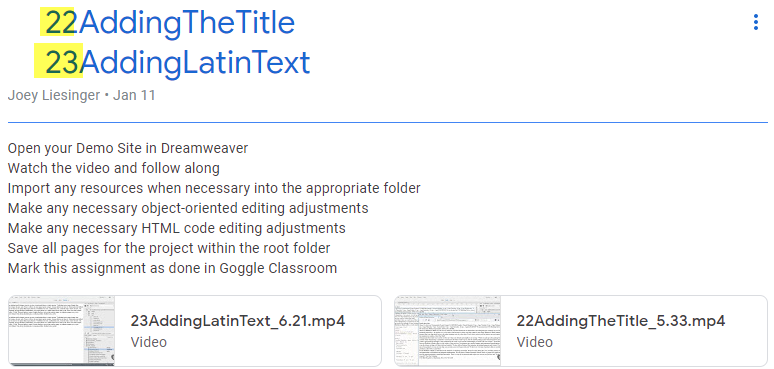 22AddingTheTitle
23AddingLatinText
Joey Liesinger • Jan 11
Open your Demo Site in Dreamweaver
Watch the video and follow along
Import any resources when necessary into the appropriate folder
Make any necessary object-oriented editing adjustments
Make any necessary HTML code editing adjustments
Save all pages for the project within the root folder
Mark this assignment as done in Goggle Classroom
23AddingLatinText_6.21.mp4
Video
22AddingTheTitle_5.33.mp4
Video